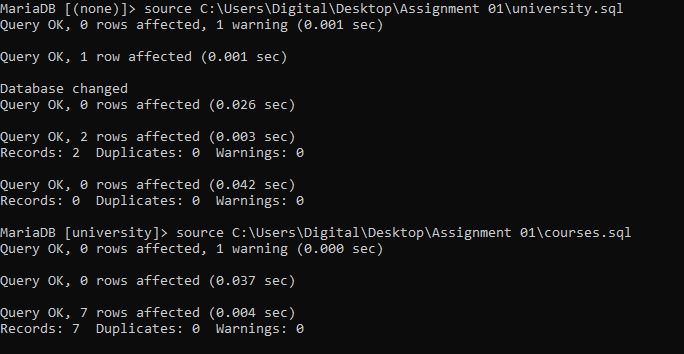 MariaDB [(none)]> source C:\Users\Digital\Desktop\Assignment 01\university.sql
Query OK, 0 rows affected, 1 warning (0.001 sec)
Query OK, 1 row affected (0.001 sec)
Database changed
Query OK, 0 rows affected (0.026 sec)
Query OK, 2 rows affected (0.003 sec)
Records: 2  Duplicates: 0  Warnings: 0
Query OK, 0 rows affected (0.042 sec)
Records: 0  Duplicates: 0  Warnings: 0
MariaDB [university]> source C:\Users\Digital\Desktop\Assignment 01\courses.sql
Query OK, 0 rows affected, 1 warning (0.000 sec)
Query OK, 0 rows affected (0.037 sec)
Query OK, 7 rows affected (0.004 sec)
Records: 7  Duplicates: 0  Warnings: 0